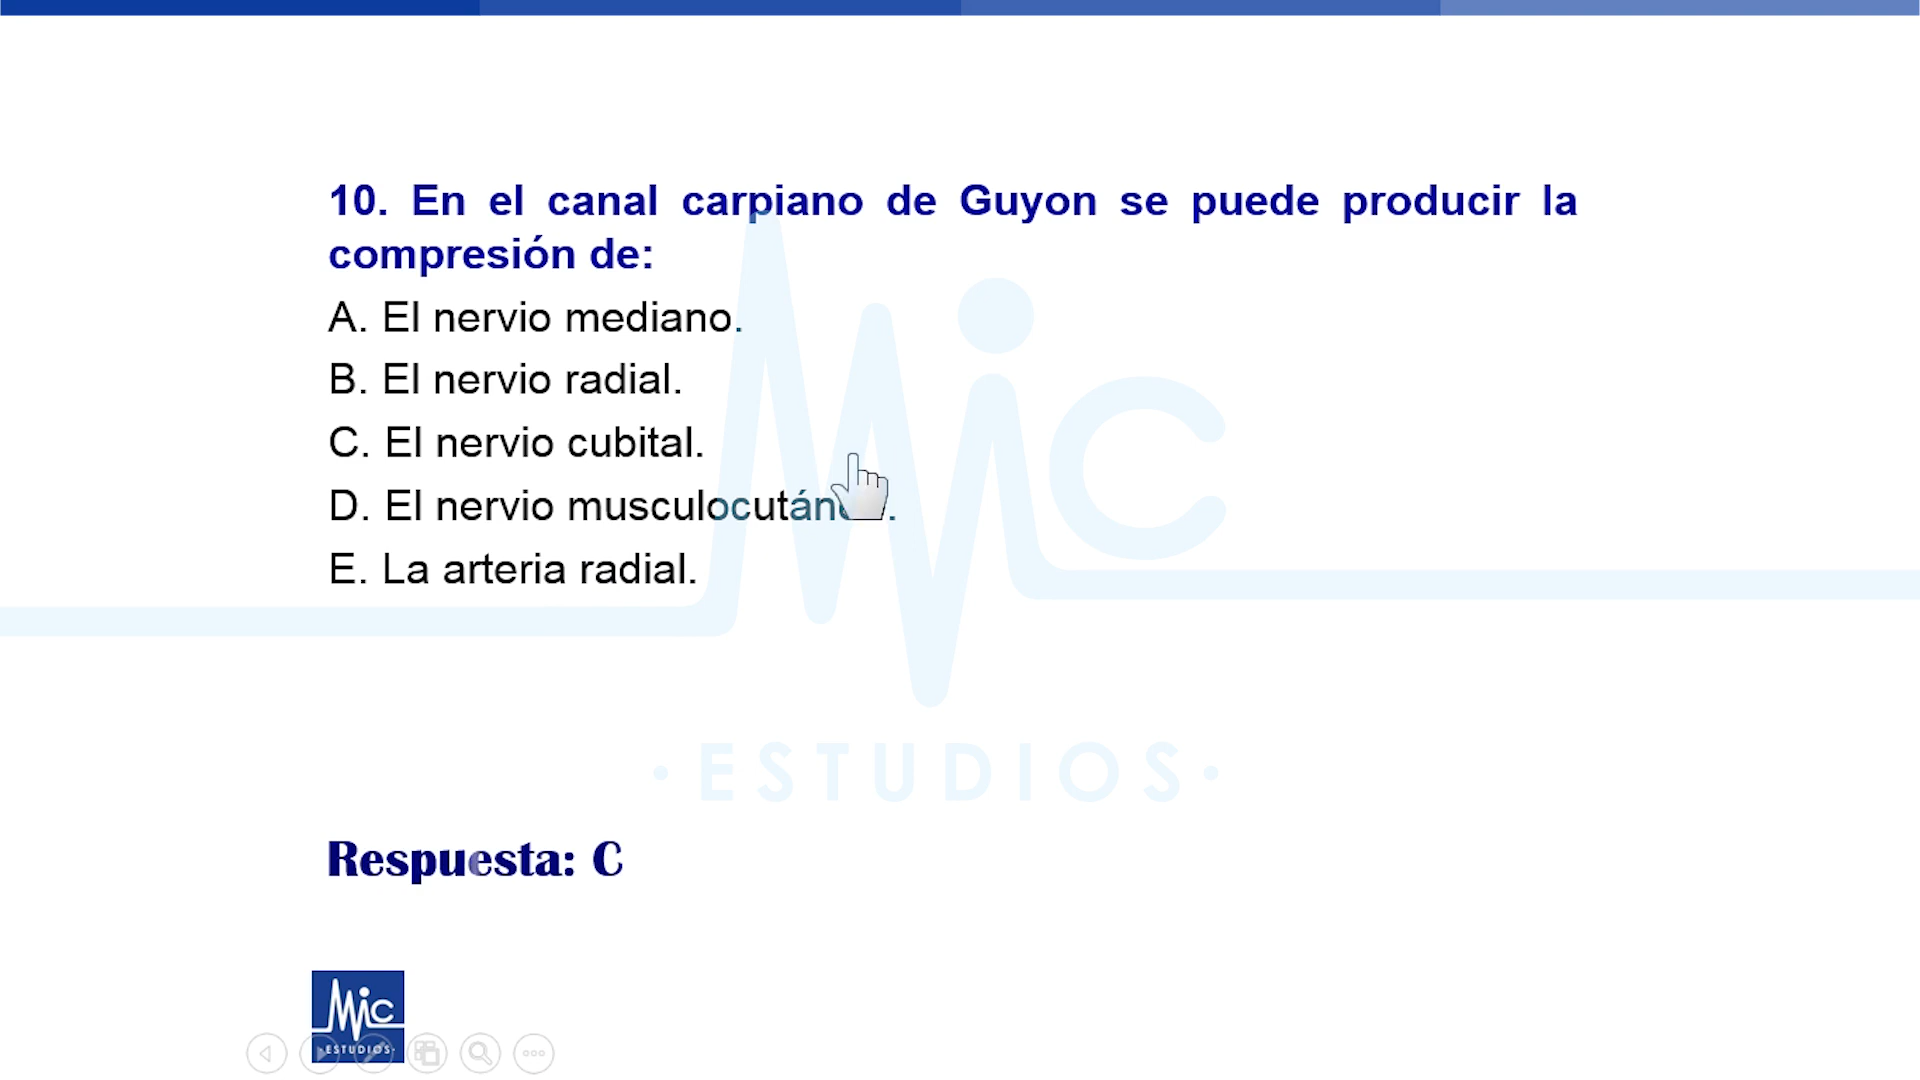 10. En el canal carpiano de Guyon se puede producir la
compresión de:
A. El nervio mediano.
B. El nervio radial.
C. El nervio cubital.
D. El nervio musculocután
E. La arteria radial.
Mic
· ESTUDIOS ·
Respuesta: C
Mic
·ESTUDIOS·